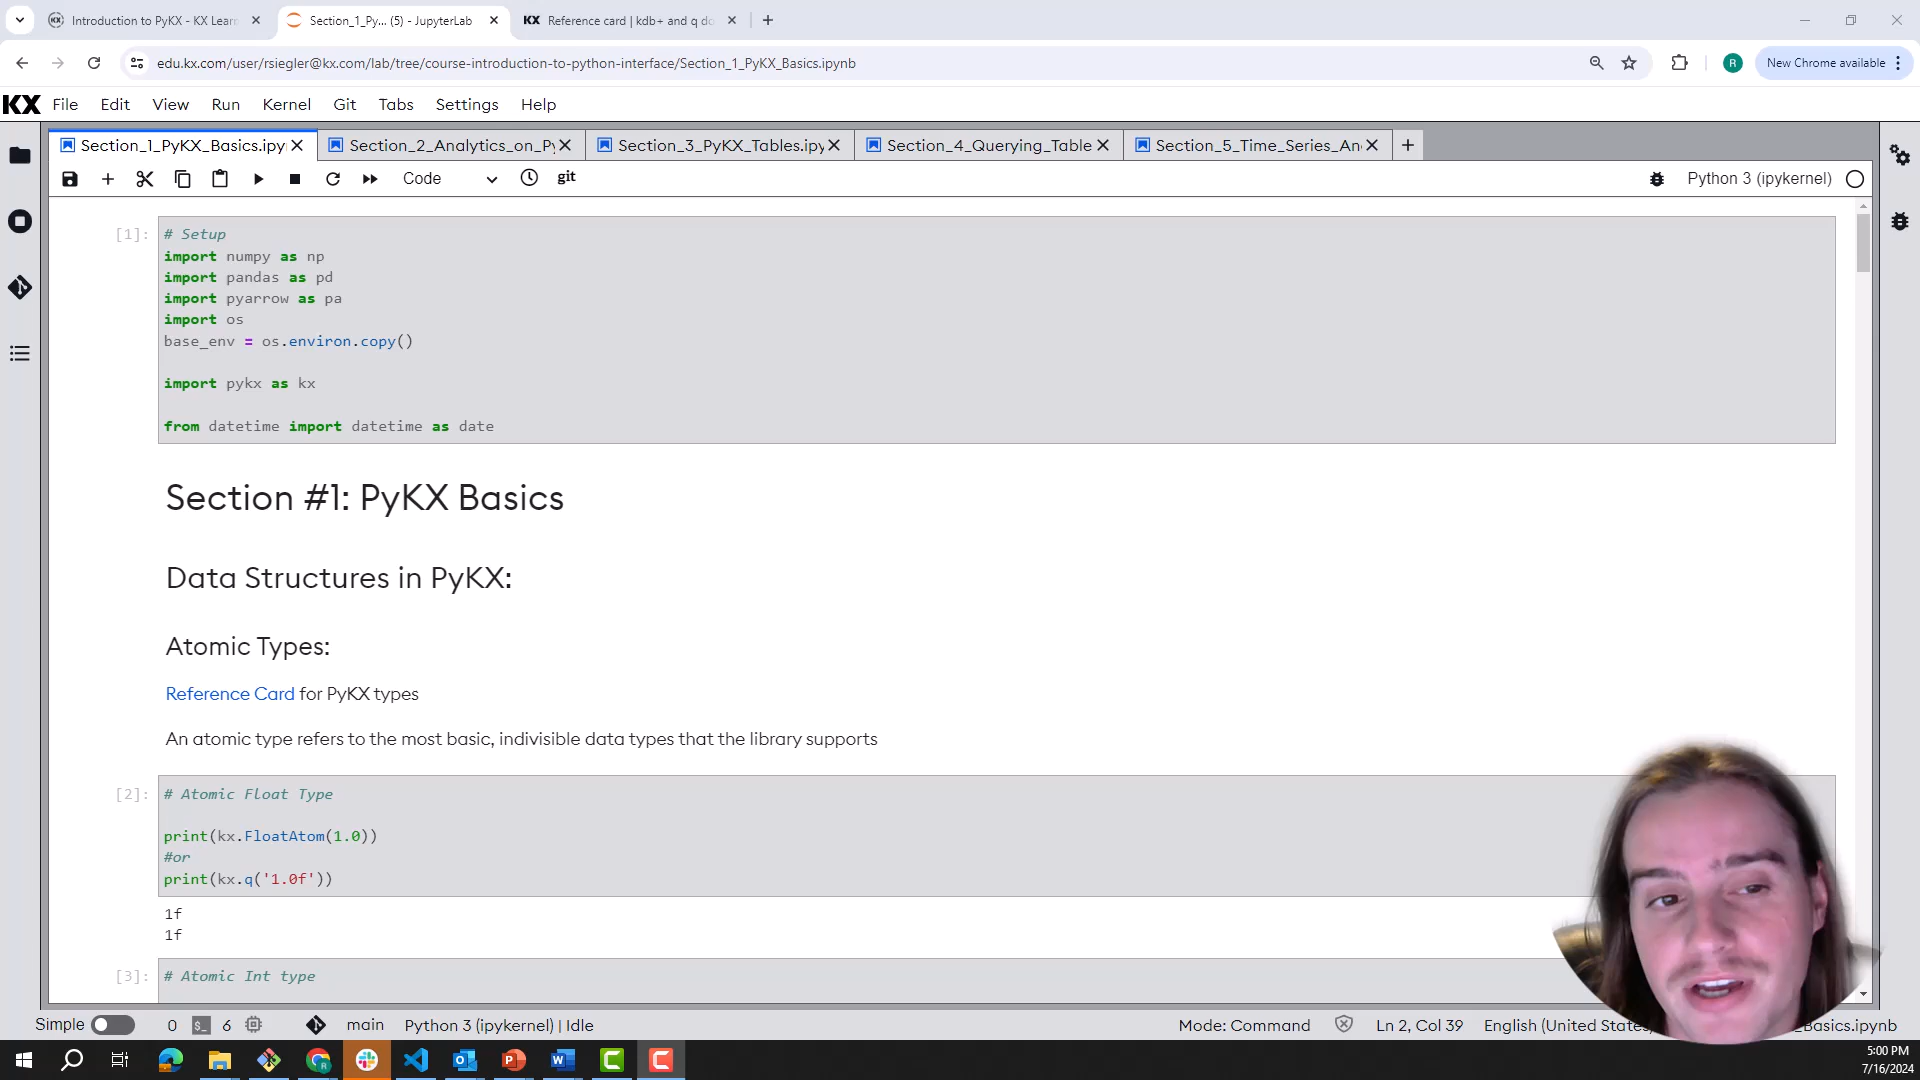 Introduction to PyKX - KX Learn
Section_1_Py... (5) - JupyterLab
KX Reference card | kdb+ and q do
edu.kx.com/user/rsiegler@kx.com/lab/tree/course-introduction-to-python-interface/Section_1_PyKX_Basics.ipynb
R
New Chrome available
KX File Edit View Run Kernel Git Tabs Settings Help
Section_1_PyKX_Basics.ipy
Section_2_Analytics_on_Py
Section_3_PyKX_Tables.ipy
Section_4_Querying_Table
Section_5_Time_Series_An
Code
git
Python 3 (ipykernel)
[1]:
# Setup
import numpy as np
import pandas as pd
import pyarrow as pa
import os
base_env = os.environ.copy()
import pykx as kx
from datetime import datetime as date
Section #1: PyKX Basics
Data Structures in PyKX:
Atomic Types:
Reference Card for PyKX types
An atomic type refers to the most basic, indivisible data types that the library supports
[2]:
# Atomic Float Type
print(kx.FloatAtom(1.0))
#or
print(kx.q('1.0f'))
1f
1f
[3]:
# Atomic Int type
Simple 0 6 main Python 3 (ipykernel) | Idle
Mode: Command Ln 2, Col 39 English (United States _Basics.ipynb
5:00 PM
7/16/2024